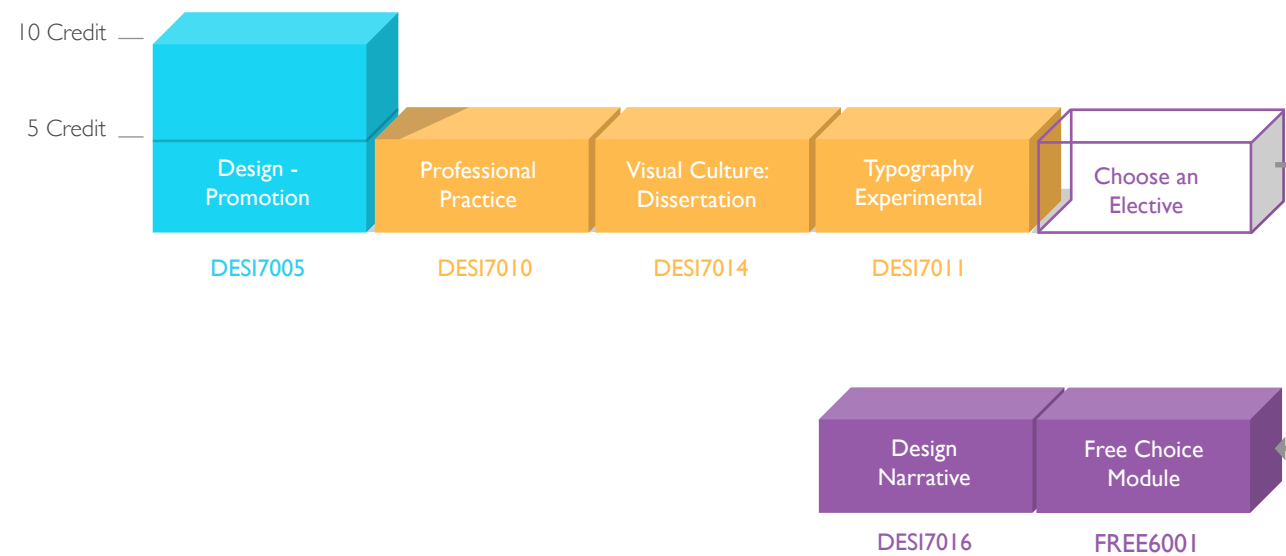 10 Credit
5 Credit
Design -
Promotion
Professional
Practice
Visual Culture:
Dissertation
Typography
Experimental
Choose an
Elective
DESI7005
DESI7010
DESI7014
DESI7011
Design
Narrative
Free Choice
Module
DESI7016
FREE6001